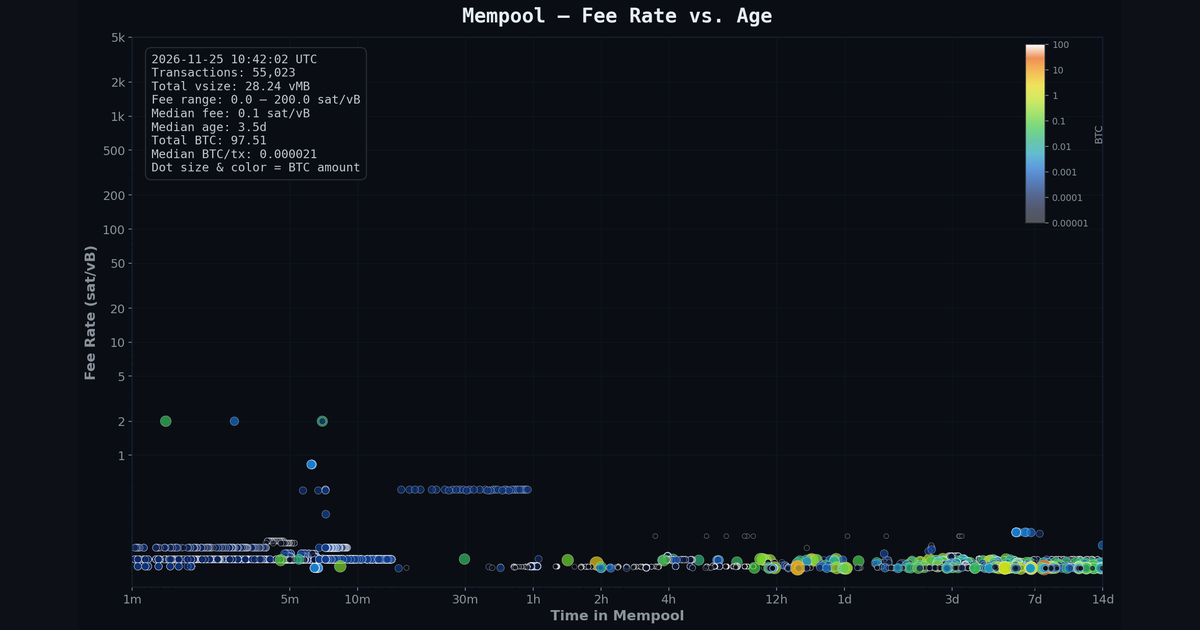 Mempool — Fee Rate vs. Age
2026-11-25 10:42:02 UTC
Transactions: 55,023
Total vsize: 28.24 vMB
Fee range: 0.0 – 200.0 sat/vB
Median fee: 0.1 sat/vB
Median age: 3.5d
Total BTC: 97.51
Median BTC/tx: 0.000021
Dot size & color = BTC amount
100
10
1
0.1
0.01
0.001
0.0001
0.00001
BTC
5k
2k
1k
500
200
100
50
20
10
5
2
1
Fee Rate (sat/vB)
1m 5m 10m 30m 1h 2h 4h 12h 1d 3d 7d 14d
Time in Mempool